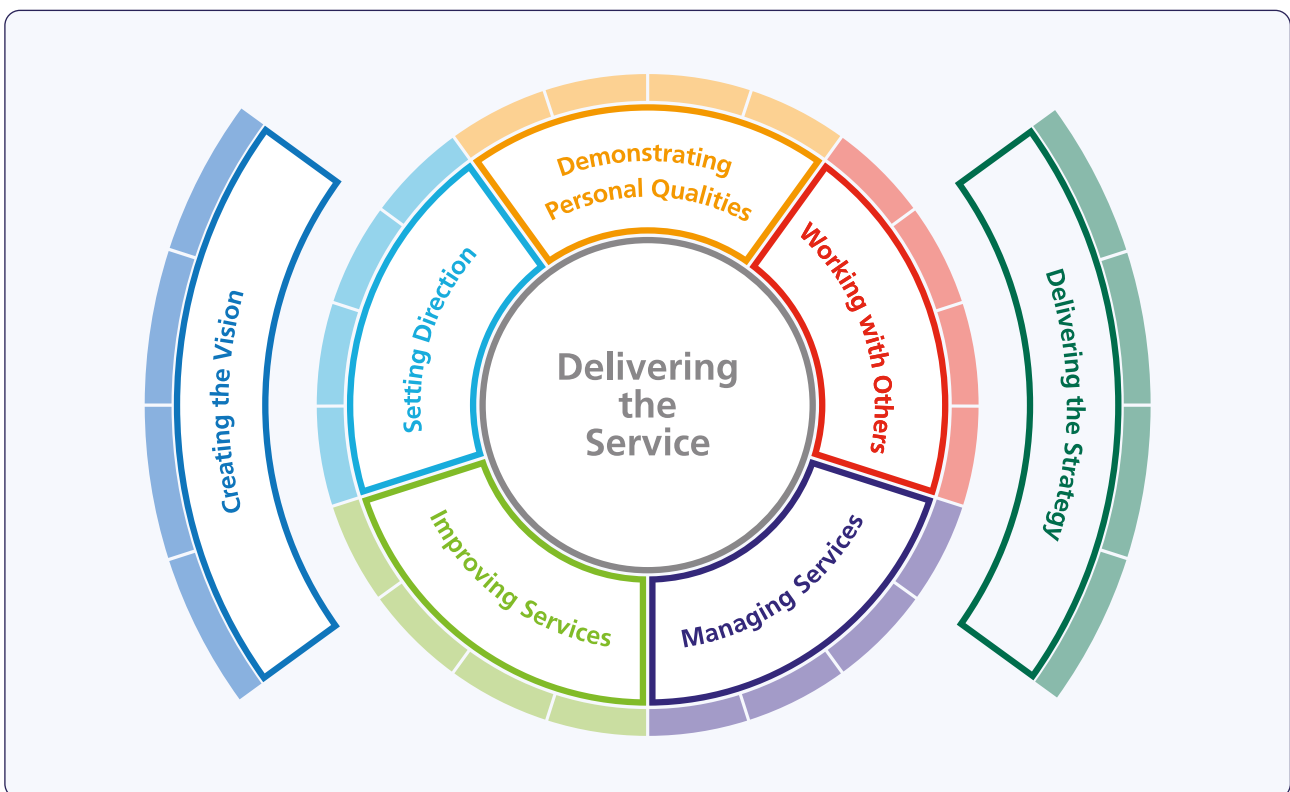 Demonstrating
Personal Qualities
Working with Others
Managing Services
Improving Services
Setting Direction
Delivering
the
Service
Creating the Vision
Delivering the Strategy